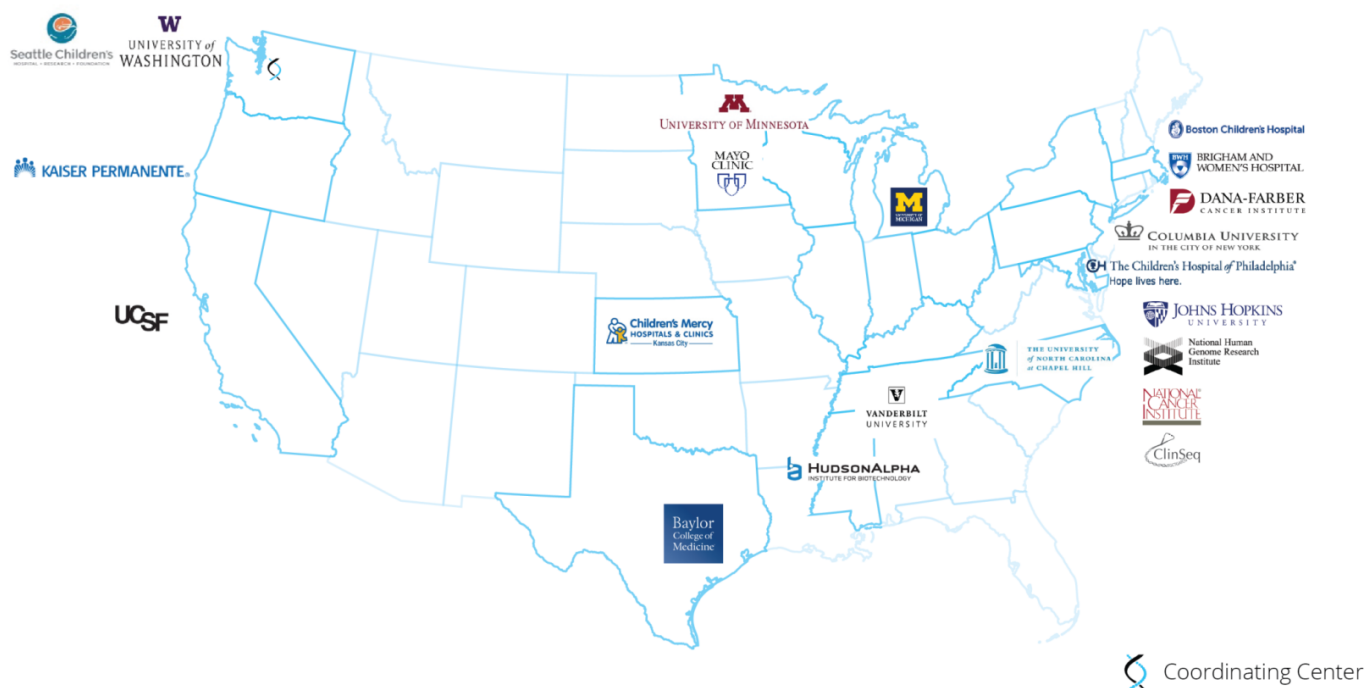 Seattle Children's
HOSPITAL • RESEARCH • FOUNDATION
W
UNIVERSITY of
WASHINGTON
KAISER PERMANENTE®
UCSF
M
UNIVERSITY OF MINNESOTA
MAYO
CLINIC
M
UNIVERSITY OF
MICHIGAN
Children's Mercy
HOSPITALS & CLINICS
Kansas City
Baylor
College of
Medicine
V
VANDERBILT
UNIVERSITY
HUDSONALPHA
INSTITUTE FOR BIOTECHNOLOGY
THE UNIVERSITY
of NORTH CAROLINA
at CHAPEL HILL
Boston Children's Hospital
BWH
BRIGHAM AND
WOMEN'S HOSPITAL
DANA-FARBER
CANCER INSTITUTE
COLUMBIA UNIVERSITY
IN THE CITY OF NEW YORK
The Children's Hospital of Philadelphia®
Hope lives here.
JOHNS HOPKINS
UNIVERSITY
National Human
Genome Research
Institute
NATIONAL
CANCER
INSTITUTE
ClinSeq
Coordinating Center